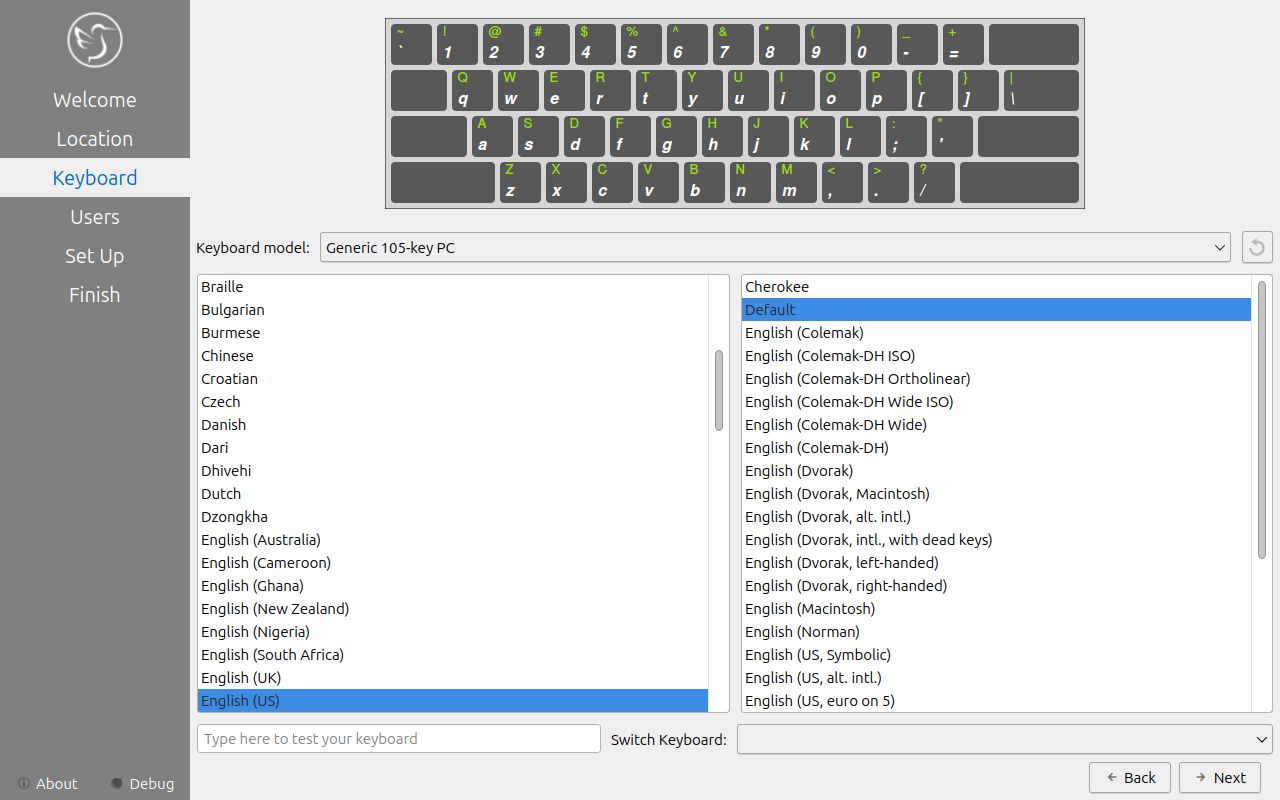 Welcome
Location
Keyboard
Users
Set Up
Finish
About Debug
~ ! @ # $ % ^ & * ( ) _ +
` 1 2 3 4 5 6 7 8 9 0 - =
Q W E R T Y U I O P { } |
q w e r t y u i o p [ ] \
A S D F G H J K L : "
a s d f g h j k l ; '
Z X C V B N M < > ?
z x c v b n m , . /
Keyboard model: Generic 105-key PC
Braille
Bulgarian
Burmese
Chinese
Croatian
Czech
Danish
Dari
Dhivehi
Dutch
Dzongkha
English (Australia)
English (Cameroon)
English (Ghana)
English (New Zealand)
English (Nigeria)
English (South Africa)
English (UK)
English (US)
Cherokee
Default
English (Colemak)
English (Colemak-DH ISO)
English (Colemak-DH Ortholinear)
English (Colemak-DH Wide ISO)
English (Colemak-DH Wide)
English (Colemak-DH)
English (Dvorak)
English (Dvorak, Macintosh)
English (Dvorak, alt. intl.)
English (Dvorak, intl., with dead keys)
English (Dvorak, left-handed)
English (Dvorak, right-handed)
English (Macintosh)
English (Norman)
English (US, Symbolic)
English (US, alt. intl.)
English (US, euro on 5)
Type here to test your keyboard Switch Keyboard:
Back Next